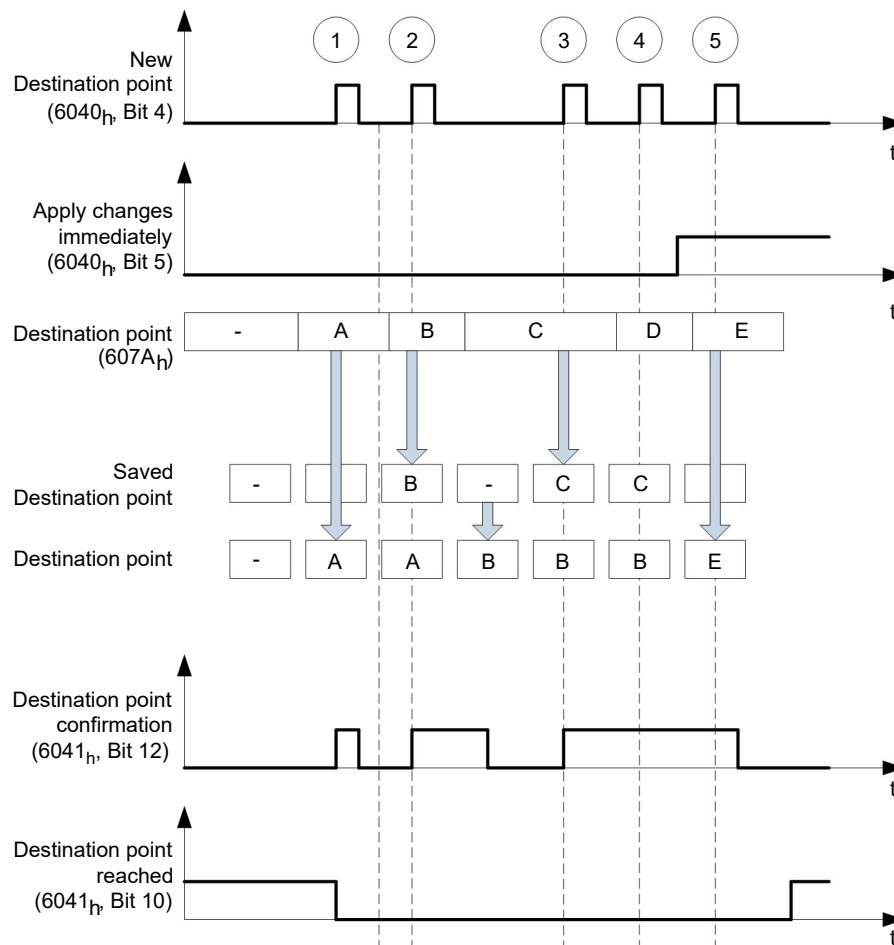 1 2 3 4 5
New
Destination point
(6040h, Bit 4)
t
Apply changes
immediately
(6040h, Bit 5)
t
Destination point
(607Ah)
- A B C D E
Saved
Destination point
- B - C C
Destination point
- A A B B B E
Destination point
confirmation
(6041h, Bit 12)
t
Destination point
reached
(6041h, Bit 10)
t